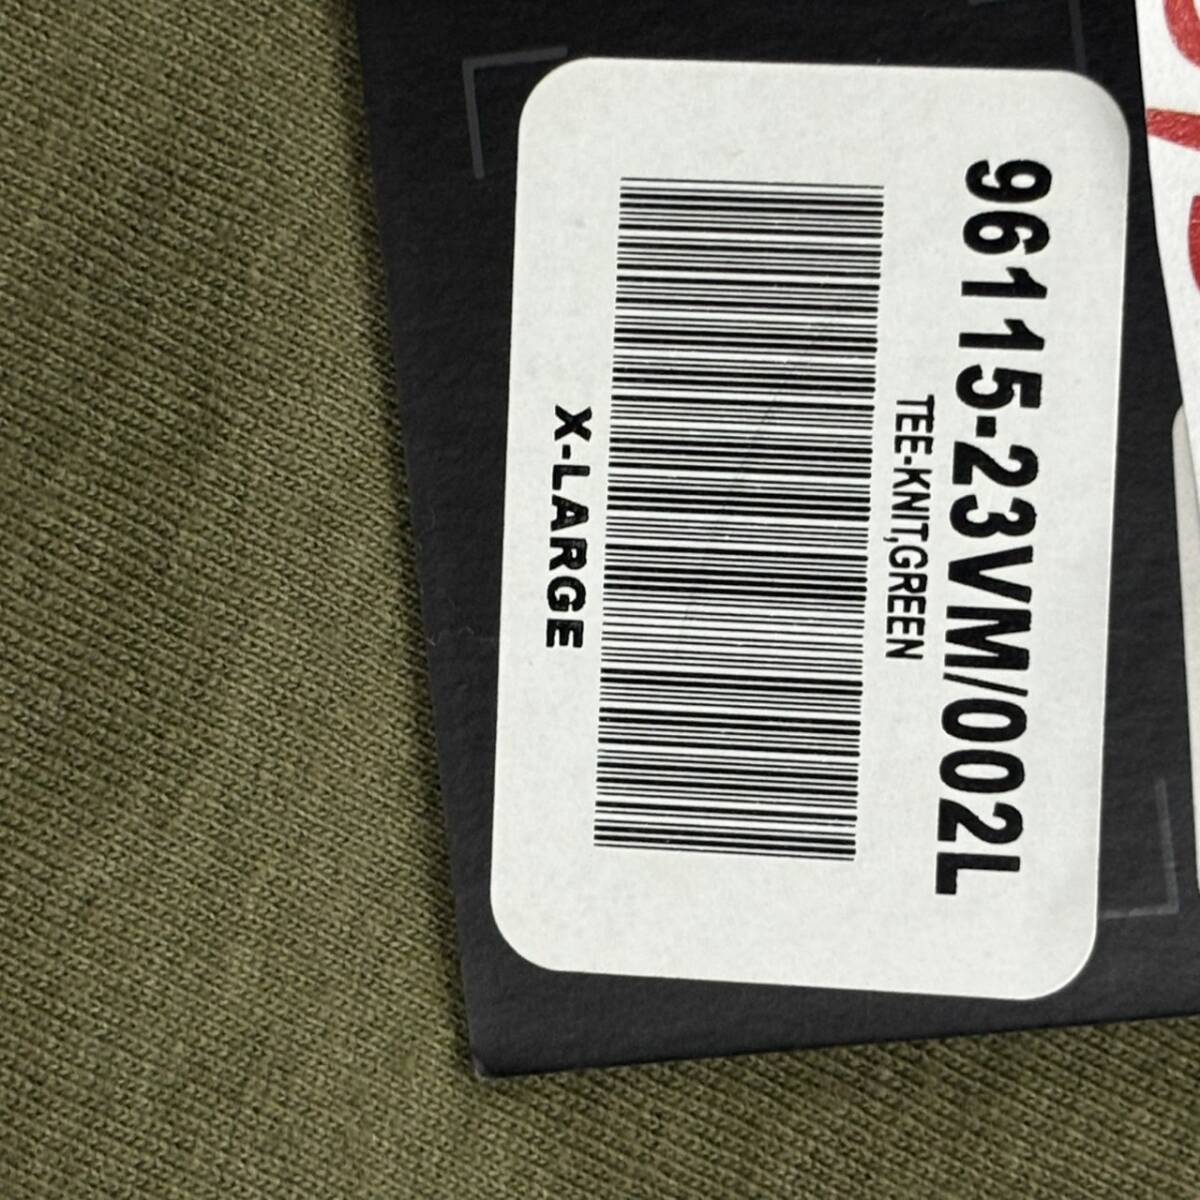 96115-23VM/002L
TEE-KNIT,GREEN
X-LARGE